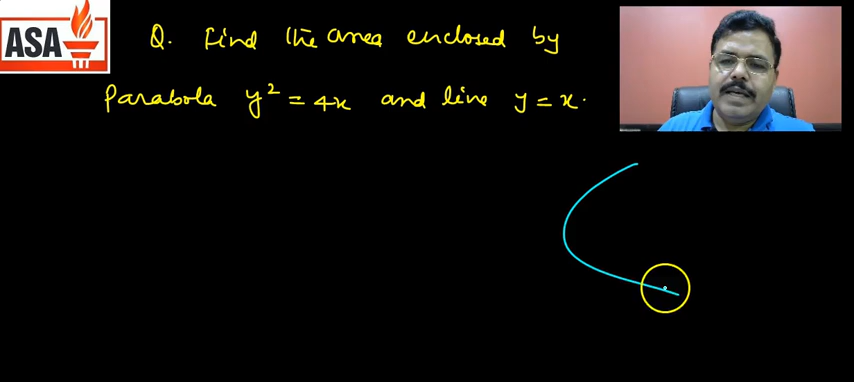 ASA
Q. Find the area enclosed by
Parabola y² = 4x and line y = x.